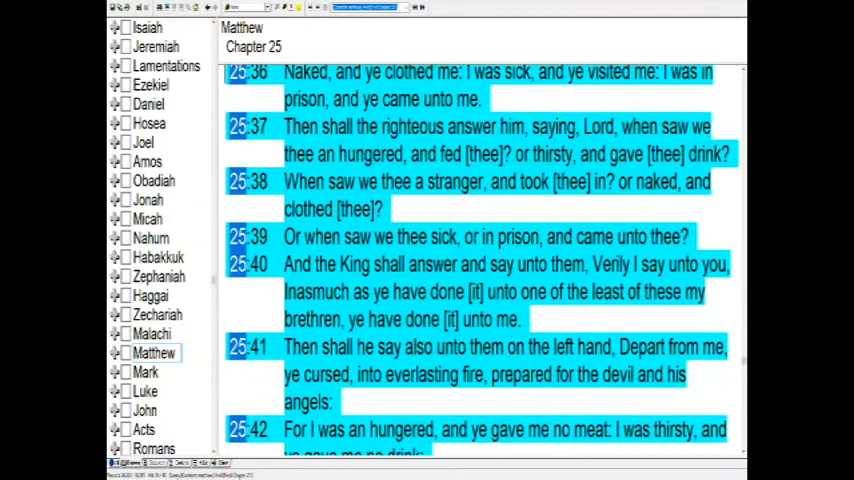 Isaiah
Jeremiah
Lamentations
Ezekiel
Daniel
Hosea
Joel
Amos
Obadiah
Jonah
Micah
Nahum
Habakkuk
Zephaniah
Haggai
Zechariah
Malachi
Matthew
Mark
Luke
John
Acts
Romans
Matthew
Chapter 25
25:36 Naked, and ye clothed me: I was sick, and ye visited me: I was in
prison, and ye came unto me.
25:37 Then shall the righteous answer him, saying, Lord, when saw we
thee an hungered, and fed [thee]? or thirsty, and gave [thee] drink?
25:38 When saw we thee a stranger, and took [thee] in? or naked, and
clothed [thee]?
25:39 Or when saw we thee sick, or in prison, and came unto thee?
25:40 And the King shall answer and say unto them, Verily I say unto you,
Inasmuch as ye have done [it] unto one of the least of these my
brethren, ye have done [it] unto me.
25:41 Then shall he say also unto them on the left hand, Depart from me,
ye cursed, into everlasting fire, prepared for the devil and his
angels:
25:42 For I was an hungered, and ye gave me no meat: I was thirsty, and
ye gave me no drink: